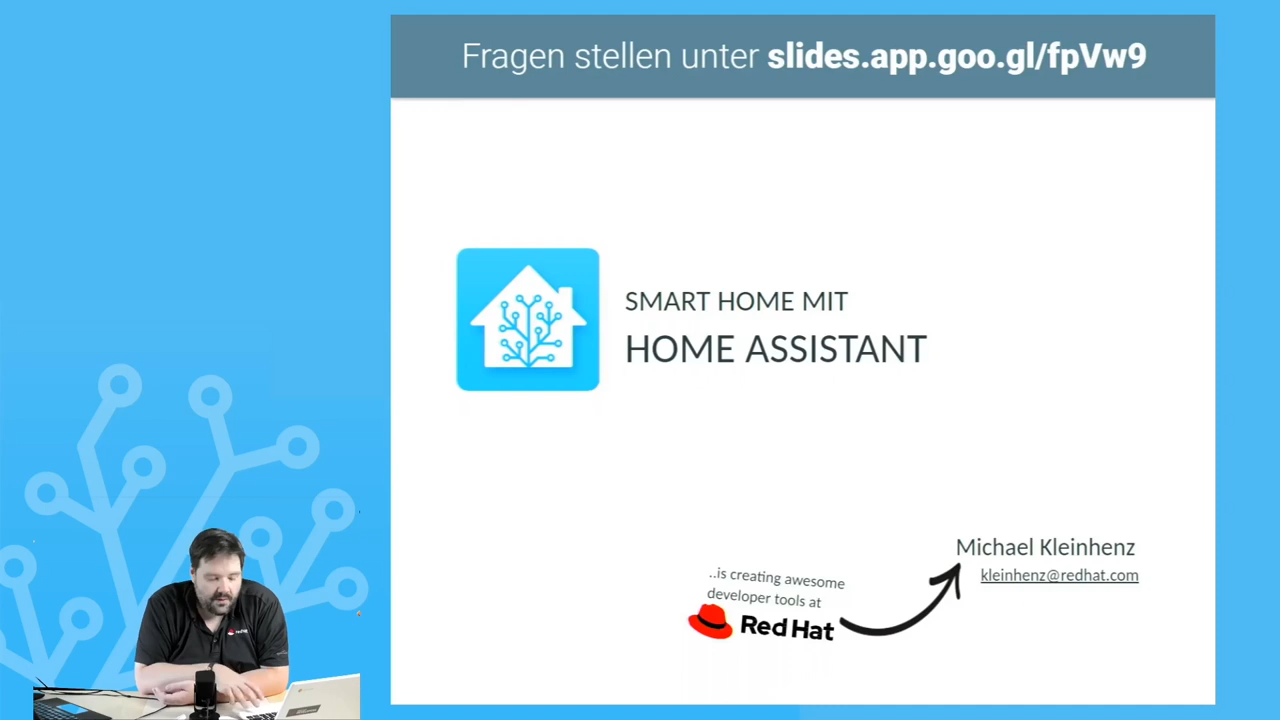 Fragen stellen unter slides.app.goo.gl/fpVw9
SMART HOME MIT
HOME ASSISTANT
Michael Kleinhenz
kleinhenz@redhat.com
..is creating awesome
developer tools at
Red Hat